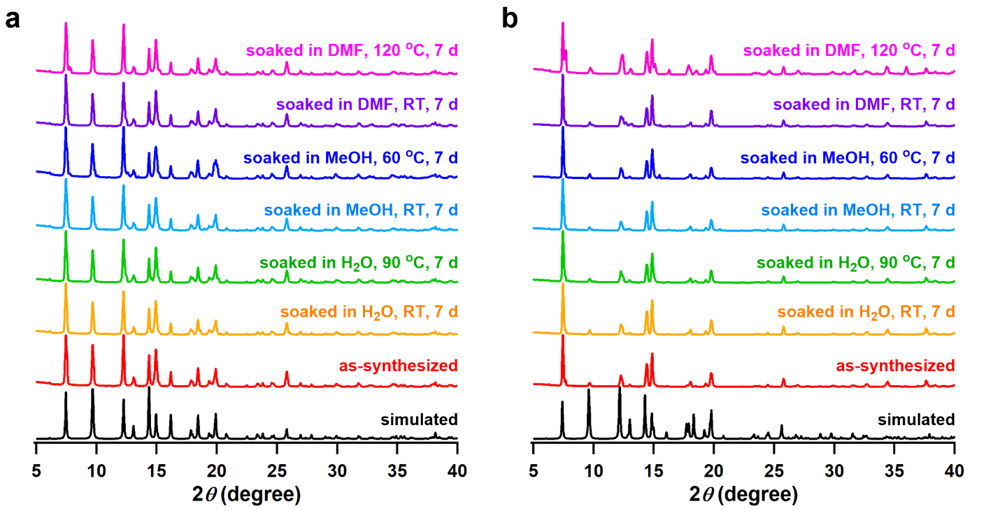 a
soaked in DMF, 120 °C, 7 d
soaked in DMF, RT, 7 d
soaked in MeOH, 60 °C, 7 d
soaked in MeOH, RT, 7 d
soaked in H₂O, 90 °C, 7 d
soaked in H₂O, RT, 7 d
as-synthesized
simulated
5 10 15 20 25 30 35 40
2θ (degree)
b
soaked in DMF, 120 °C, 7 d
soaked in DMF, RT, 7 d
soaked in MeOH, 60 °C, 7 d
soaked in MeOH, RT, 7 d
soaked in H₂O, 90 °C, 7 d
soaked in H₂O, RT, 7 d
as-synthesized
simulated
5 10 15 20 25 30 35 40
2θ (degree)